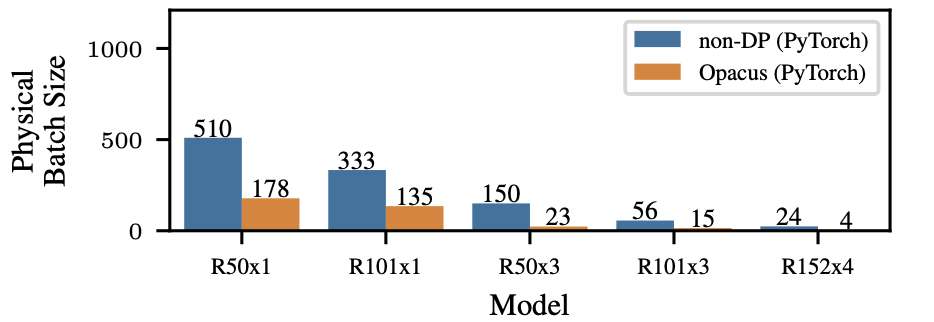 Physical
Batch Size
1000
500
0
non-DP (PyTorch)
Opacus (PyTorch)
510
178
333
135
150
23
56
15
24
4
R50x1
R101x1
R50x3
R101x3
R152x4
Model